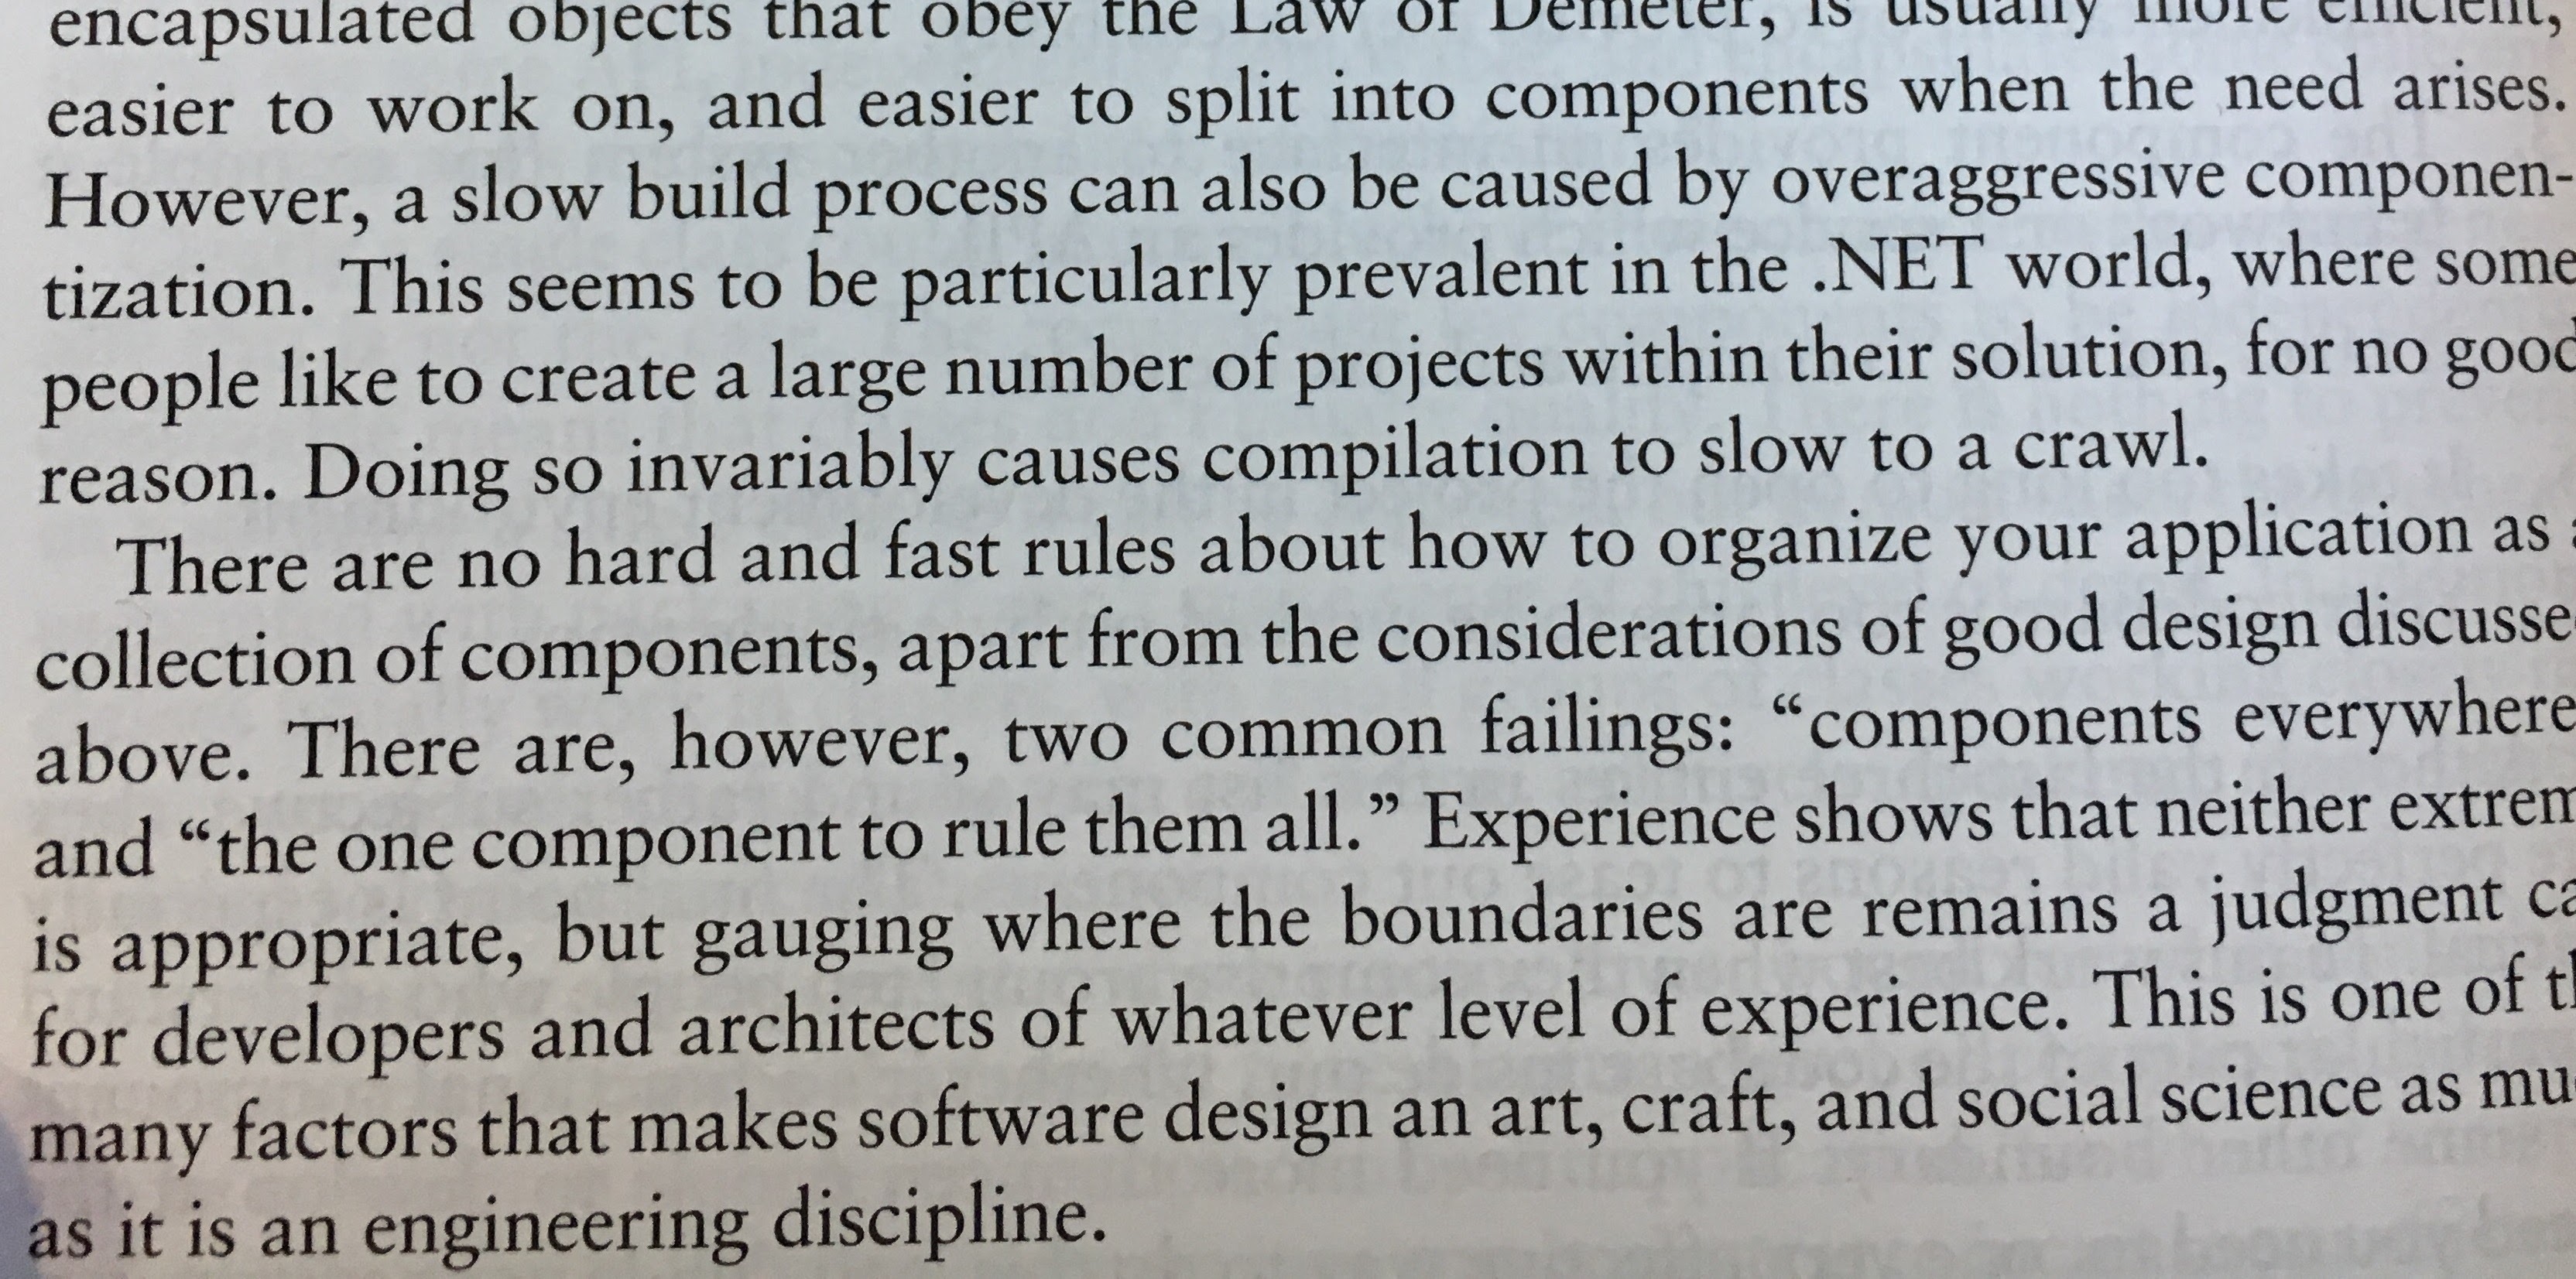 encapsulated objects that obey the Law of Demeter, is usually more efficient,
easier to work on, and easier to split into components when the need arises.
However, a slow build process can also be caused by overaggressive componen-
tization. This seems to be particularly prevalent in the .NET world, where some
people like to create a large number of projects within their solution, for no good
reason. Doing so invariably causes compilation to slow to a crawl.
There are no hard and fast rules about how to organize your application as
collection of components, apart from the considerations of good design discusse
above. There are, however, two common failings: “components everywhere
and “the one component to rule them all.” Experience shows that neither extrem
is appropriate, but gauging where the boundaries are remains a judgment ca
for developers and architects of whatever level of experience. This is one of th
many factors that makes software design an art, craft, and social science as mu
as it is an engineering discipline.